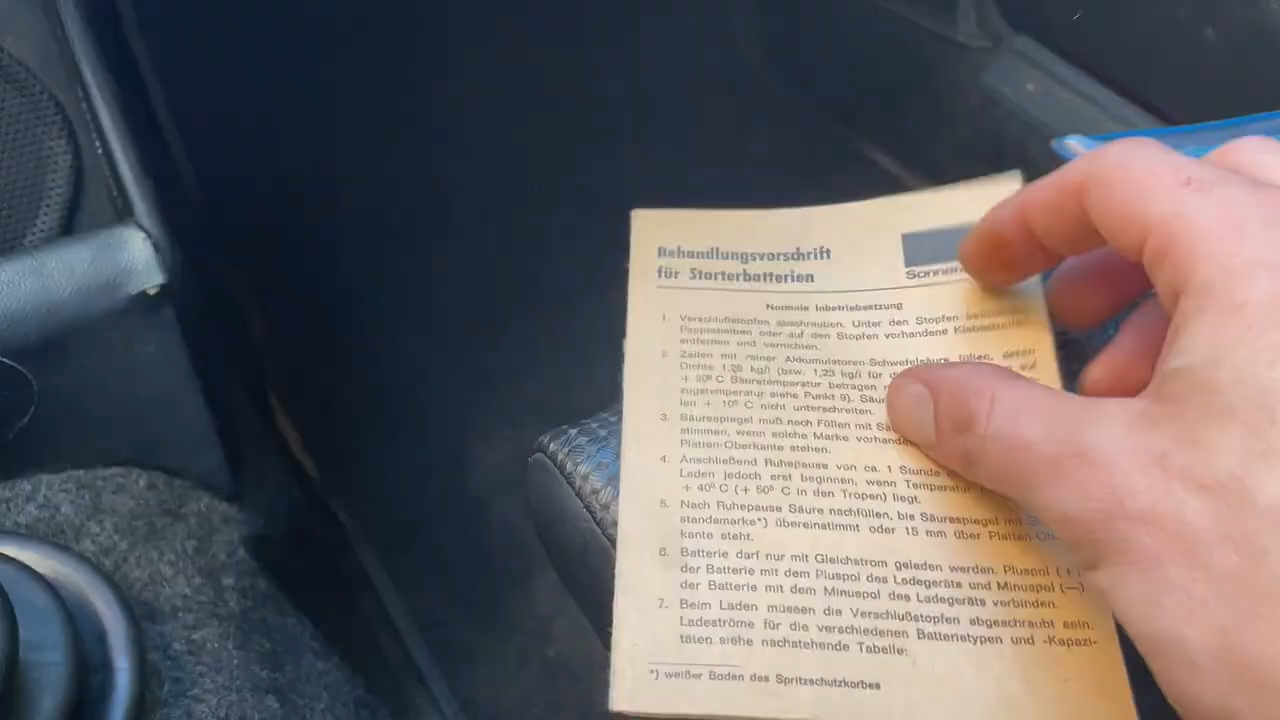 Behandlungsvorschrift
für Starterbatterien
Sonnen
Normale Inbetriebsetzung
1. Verschlußstopfen abschrauben. Unter den Stopfen
Pappscheiben oder auf den Stopfen vorhandene
entfernen und vernichten.
2. Zellen mit reiner Akkumulatoren-Schwefelsäure füllen, deren
Dichte 1,28 kg/l (bzw. 1,23 kg/l für
+ 20° C Säuretemperatur betragen
zugstemperatur siehe Punkt 9).
len + 10° C nicht unterschreiten.
3. Säurespiegel muß nach Füllen mit
stimmen, wenn solche Marke
Platten-Oberkante stehen.
4. Anschließend Ruhepause von ca. 1 Stunde
Laden jedoch erst beginnen, wenn
+ 40° C (+ 50° C in den Tropen) liegt.
5. Nach Ruhepause Säure nachfüllen, bis Säurespiegel mit
standsmarke*) übereinstimmt oder 15 mm über
kante steht.
6. Batterie darf nur mit Gleichstrom geladen werden. Pluspol (+)
der Batterie mit dem Pluspol des Ladegeräts und Minuspol (—)
der Batterie mit dem Minuspol des Ladegeräts verbinden.
7. Beim Laden müssen die Verschlußstopfen abgeschraubt sein.
Ladeströme für die verschiedenen Batterietypen und -Kapazi-
täten siehe nachstehende Tabelle:
*) weißer Boden des Spritzschutzkorbes